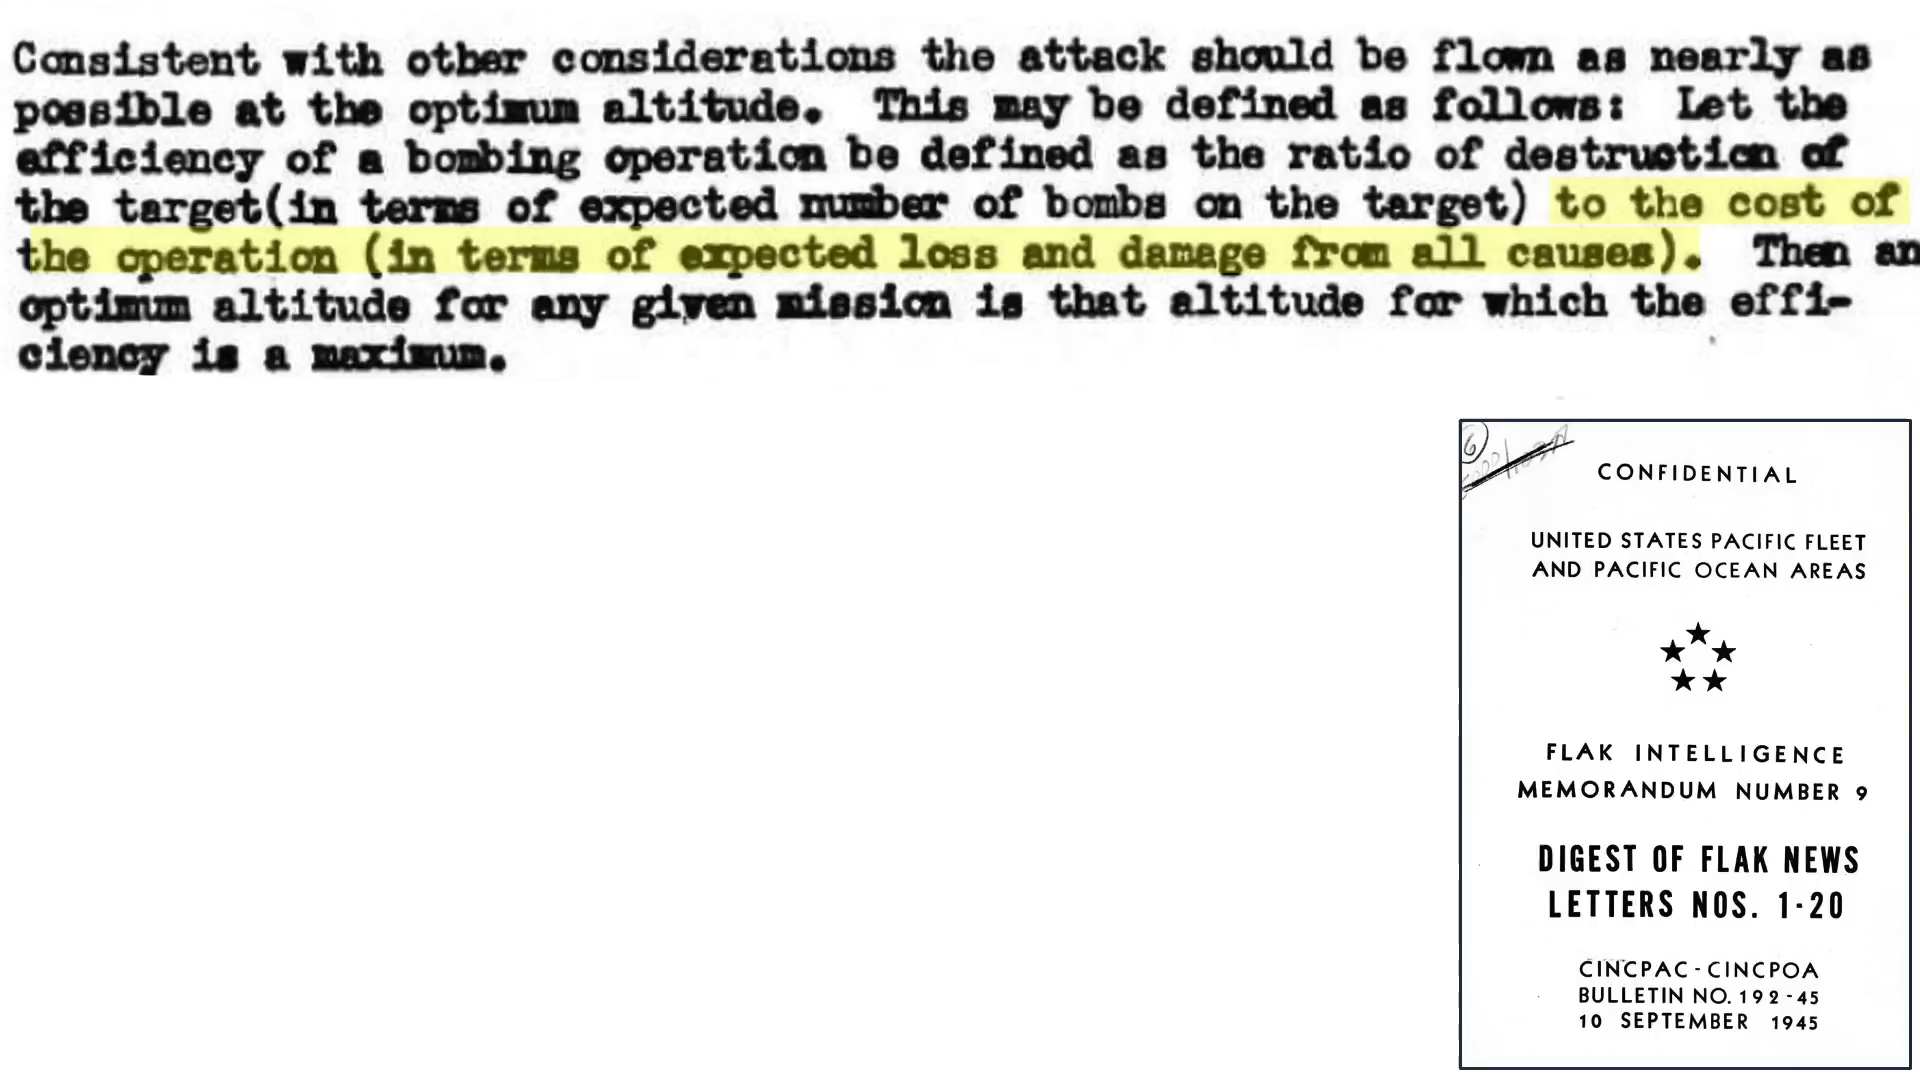 Consistent with other considerations the attack should be flown as nearly as
possible at the optimum altitude. This may be defined as follows: Let the
efficiency of a bombing operation be defined as the ratio of destruction of
the target(in terms of expected number of bombs on the target) to the cost of
the operation (in terms of expected loss and damage from all causes). Then an
optimum altitude for any given mission is that altitude for which the effi-
ciency is a maximum.
6
CONFIDENTIAL
UNITED STATES PACIFIC FLEET
AND PACIFIC OCEAN AREAS
FLAK INTELLIGENCE
MEMORANDUM NUMBER 9
DIGEST OF FLAK NEWS
LETTERS NOS. 1-20
CINCPAC - CINCPOA
BULLETIN NO. 192-45
10 SEPTEMBER 1945